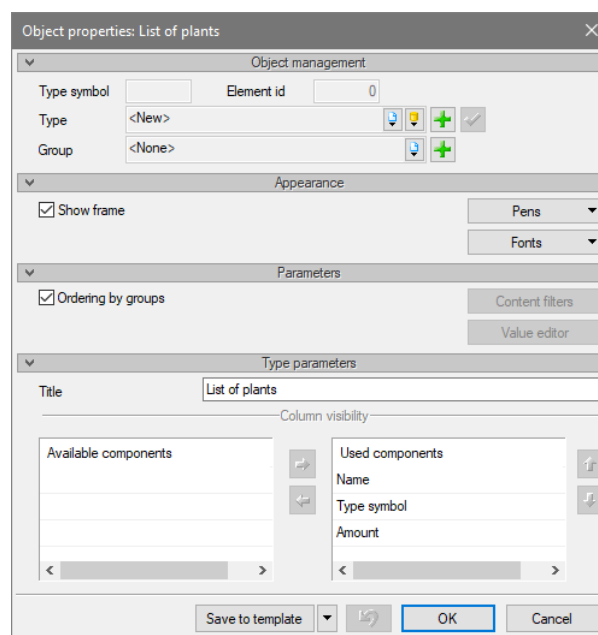 Object properties: List of plants
Object management
Type symbol Element id 0
Type <New>
Group <None>
Appearance
Show frame Pens
Fonts
Parameters
Ordering by groups Content filters
Value editor
Type parameters
Title List of plants
Column visibility
Available components Used components
Name
Type symbol
Amount
Save to template OK Cancel